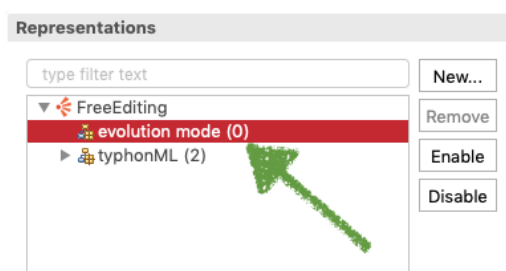 Representations
type filter text
New...
FreeEditing
Remove
evolution mode (0)
typhonML (2)
Enable
Disable